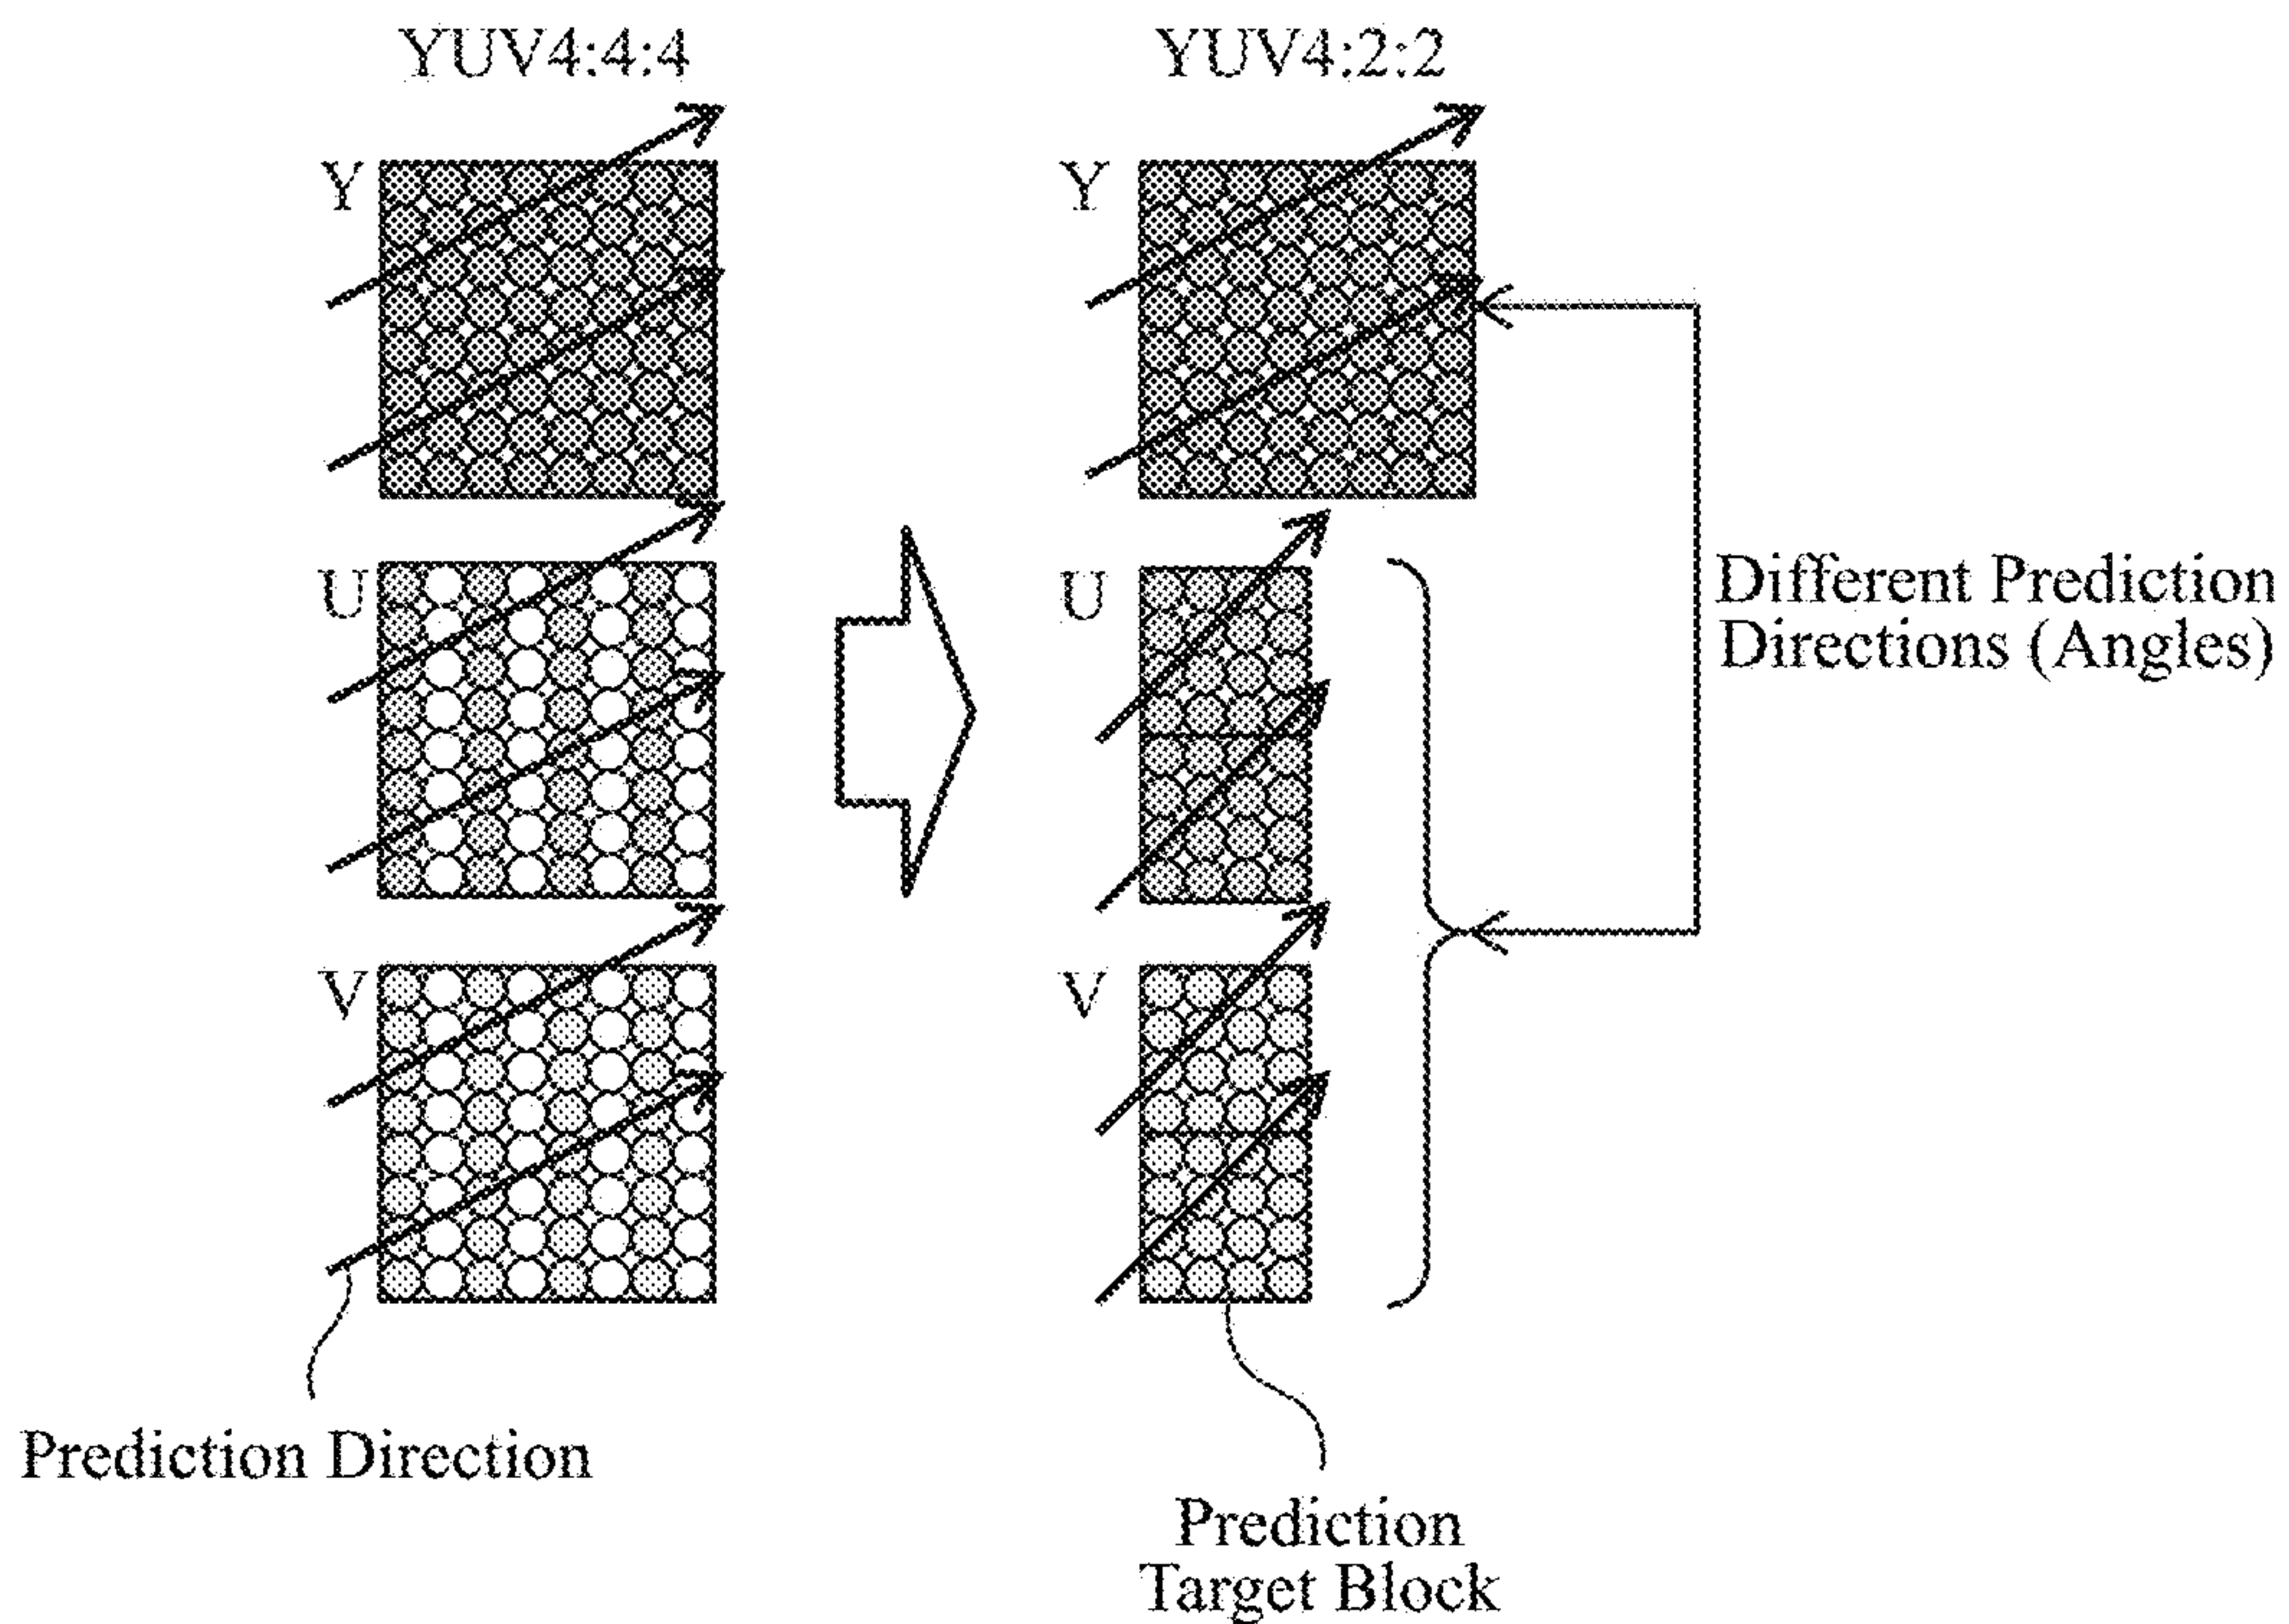 YUV4:4:4
YUV4:2:2
Y
Y
U
U
Different Prediction
Directions (Angles)
V
V
Prediction Direction
Prediction
Target Block